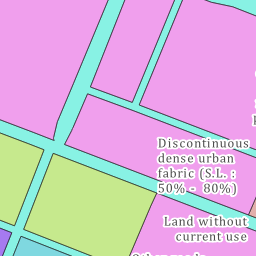 Discontinuous
dense urban
fabric (S.L. :
50% - 80%)
Land without
current use